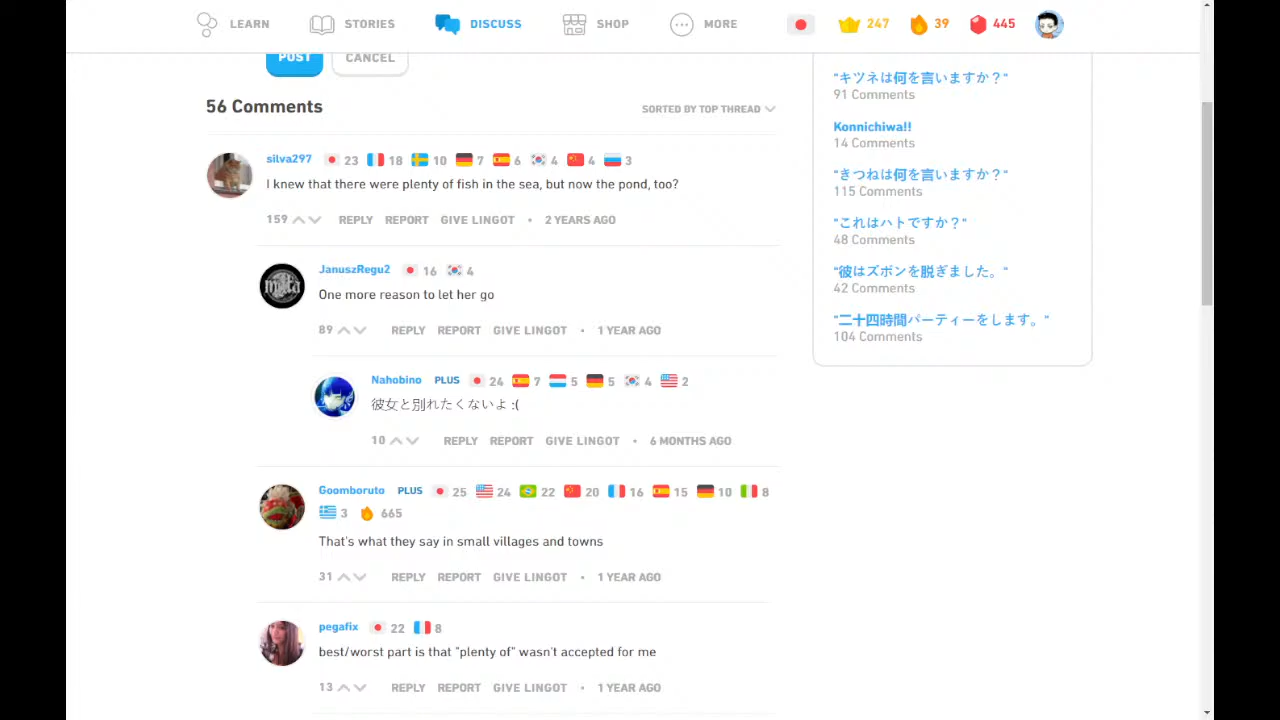 LEARN STORIES DISCUSS SHOP MORE 247 39 445
POST CANCEL
56 Comments SORTED BY TOP THREAD
silva297 23 18 10 7 6 4 4 3
I knew that there were plenty of fish in the sea, but now the pond, too?
159 REPLY REPORT GIVE LINGOT • 2 YEARS AGO
JanuszRegu2 16 4
One more reason to let her go
89 REPLY REPORT GIVE LINGOT • 1 YEAR AGO
Nahobino PLUS 24 7 5 5 4 2
彼女と別れたくないよ :(
10 REPLY REPORT GIVE LINGOT • 6 MONTHS AGO
Goomboruto PLUS 25 24 22 20 16 15 10 8
3 665
That's what they say in small villages and towns
31 REPLY REPORT GIVE LINGOT • 1 YEAR AGO
pegafix 22 8
best/worst part is that "plenty of" wasn't accepted for me
13 REPLY REPORT GIVE LINGOT • 1 YEAR AGO
"キツネは何を言いますか？"
91 Comments
Konnichiwa!!
14 Comments
"きつねは何を言いますか？"
115 Comments
"これはハトですか？"
48 Comments
"彼はズボンを脱ぎました。"
42 Comments
"二十四時間パーティーをします。"
104 Comments